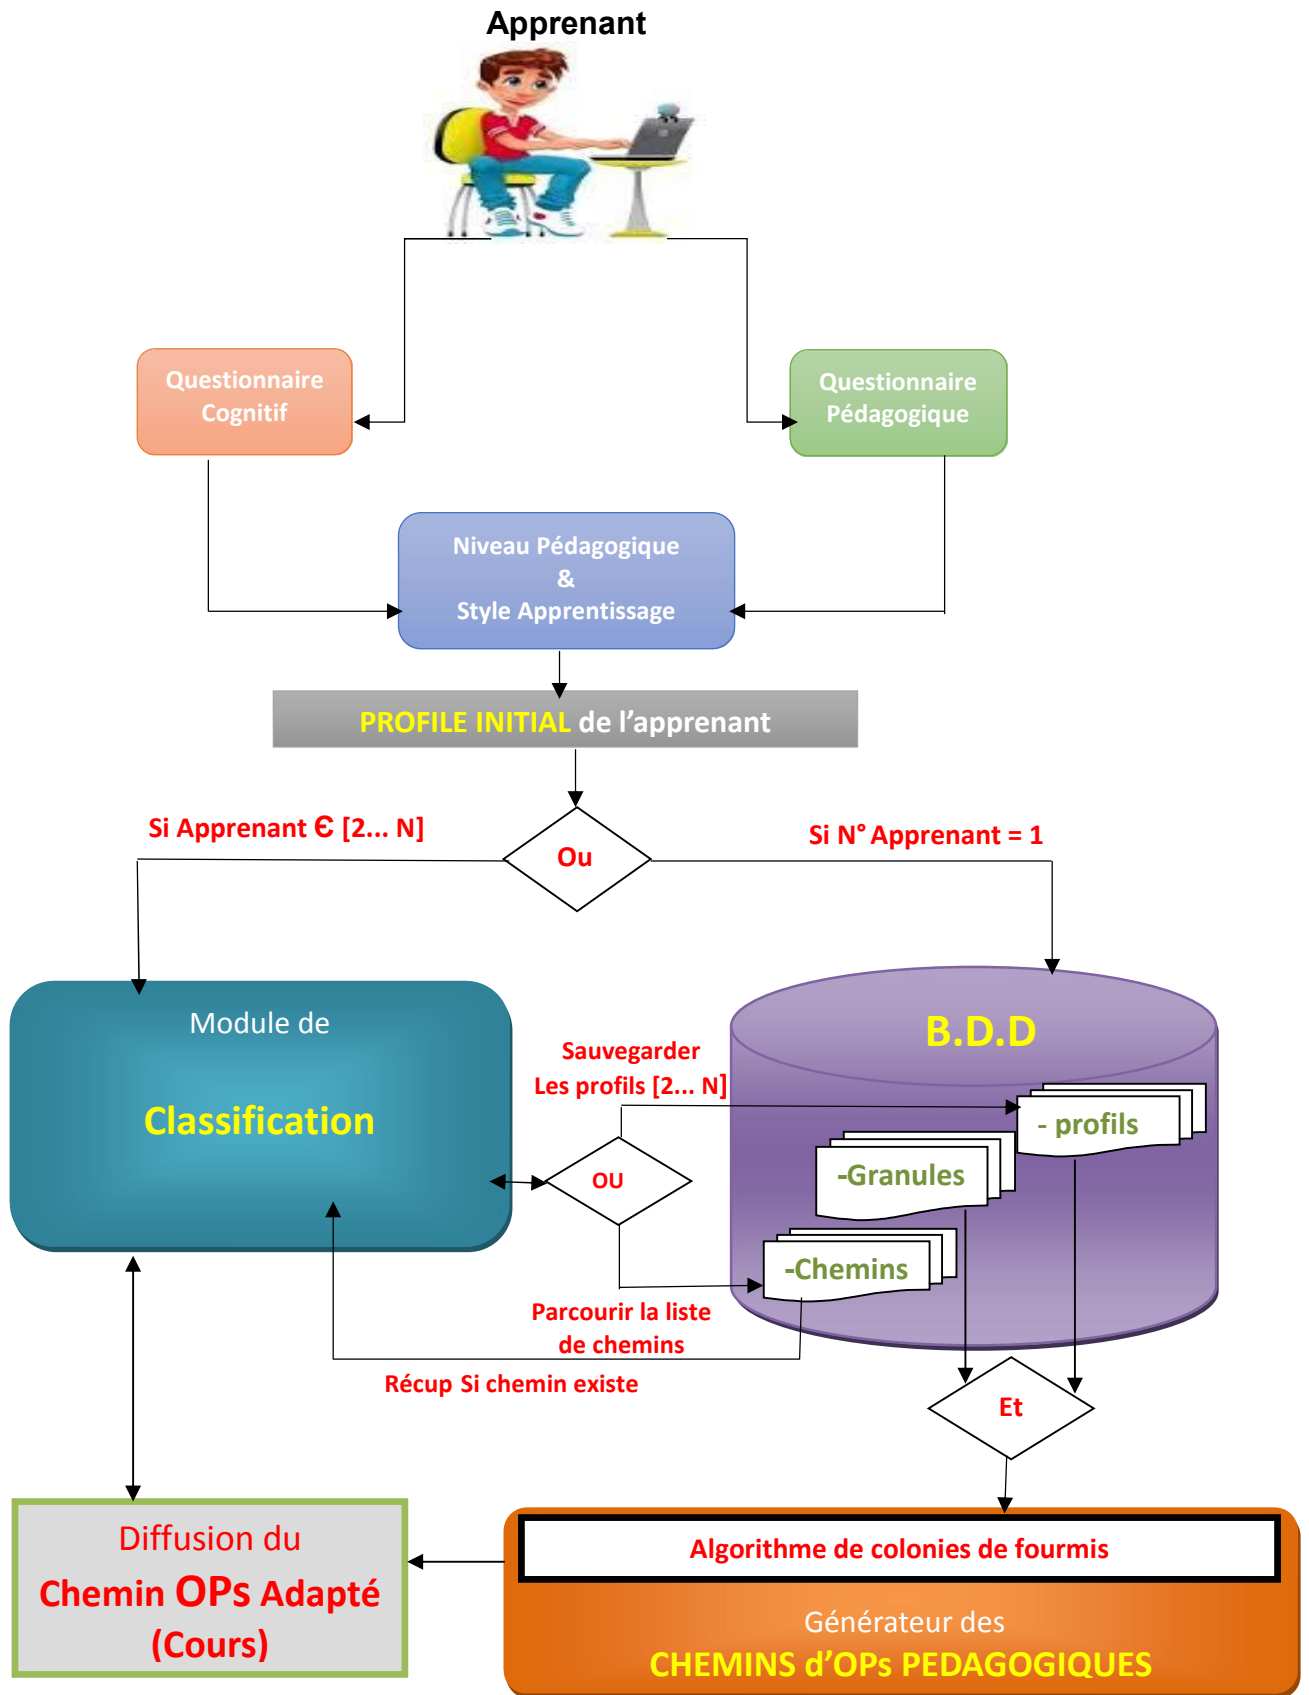 Apprenant
Questionnaire
Cognitif
Questionnaire
Pédagogique
Niveau Pédagogique
&
Style Apprentissage
PROFILE INITIAL de l’apprenant
Si Apprenant Є [2... N]
Si N° Apprenant = 1
Ou
Module de
Classification
B.D.D
Sauvegarder
Les profils [2... N]
- profils
-Granules
OU
-Chemins
Parcourir la liste
de chemins
Récup Si chemin existe
Et
Diffusion du
Chemin OPs Adapté
(Cours)
Algorithme de colonies de fourmis
Générateur des
CHEMINS d’OPs PEDAGOGIQUES